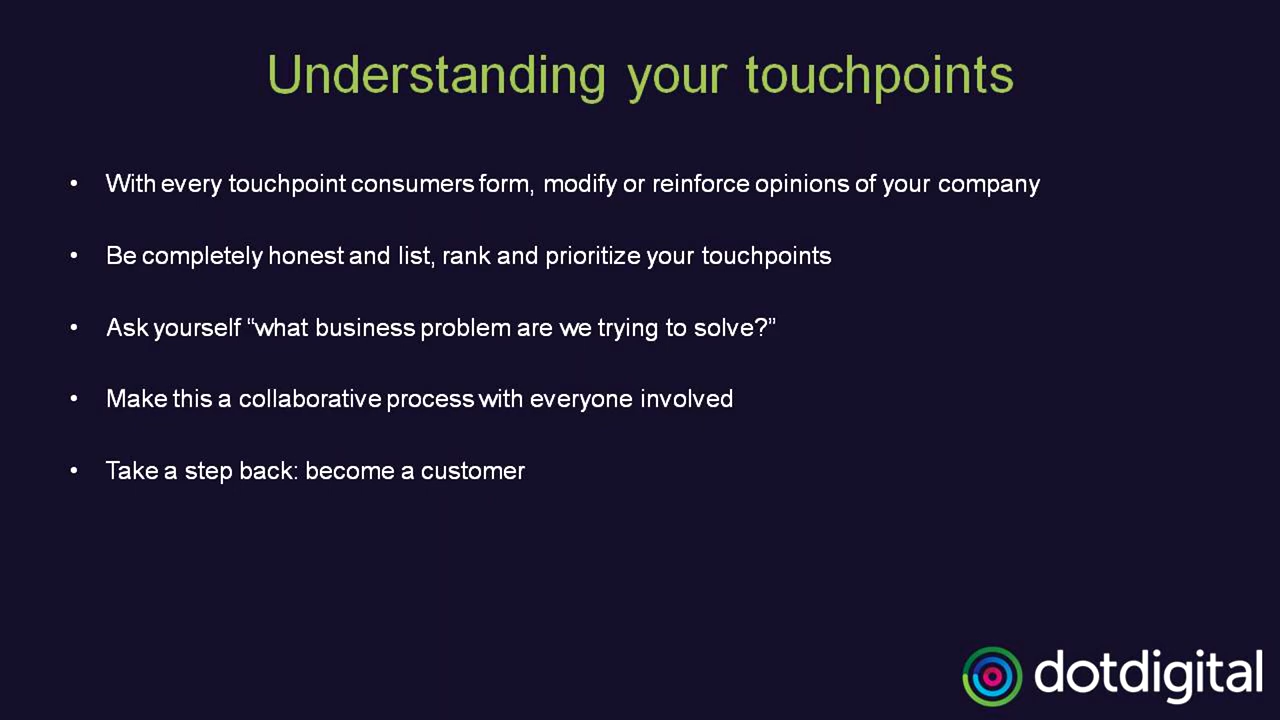 Understanding your touchpoints
• With every touchpoint consumers form, modify or reinforce opinions of your company
• Be completely honest and list, rank and prioritize your touchpoints
• Ask yourself “what business problem are we trying to solve?”
• Make this a collaborative process with everyone involved
• Take a step back: become a customer
dotdigital